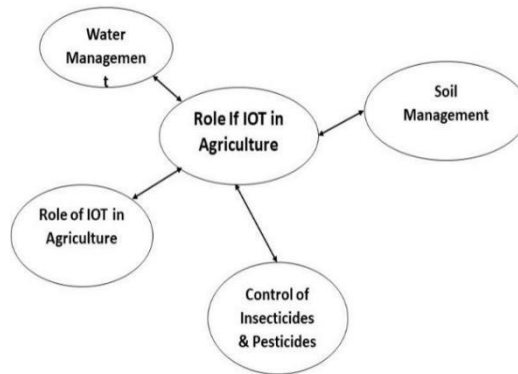 Water
Managemen
t
Role If IOT in
Agriculture
Soil
Management
Role of IOT in
Agriculture
Control of
Insecticides
& Pesticides